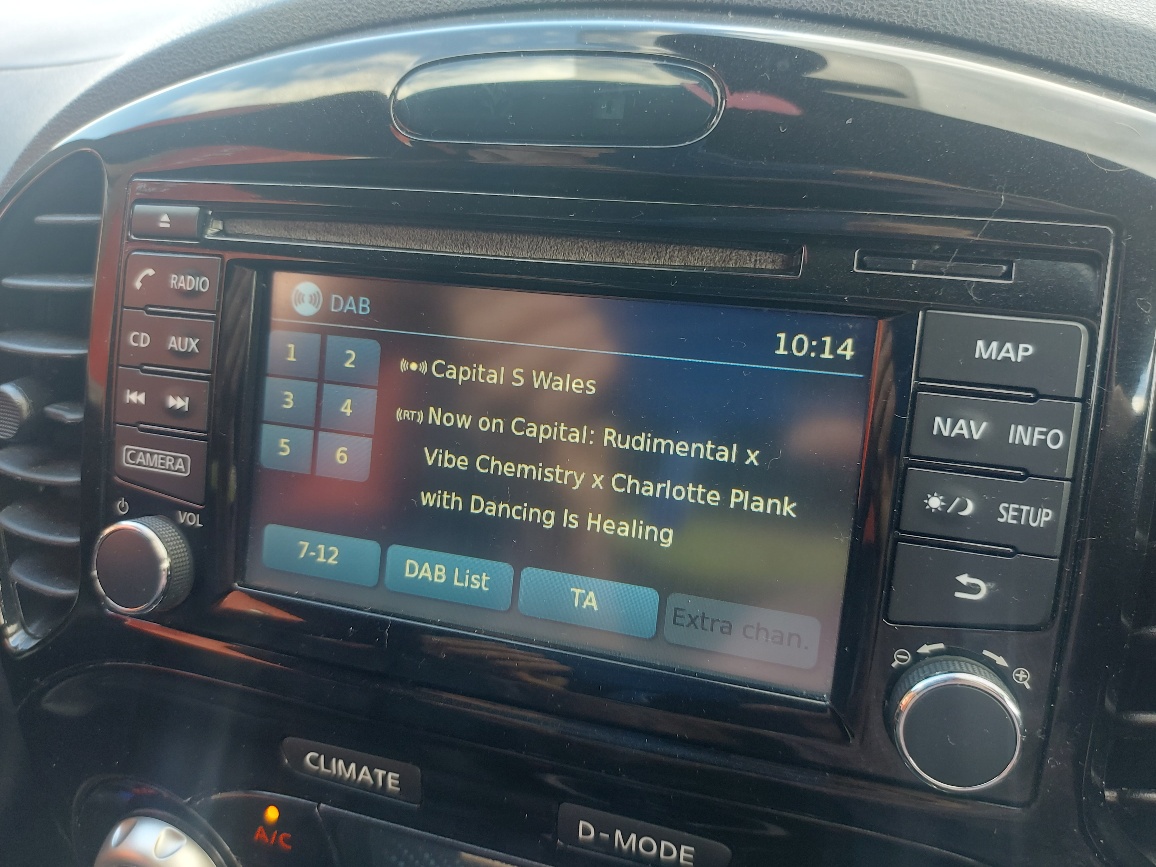 RADIO
CD AUX
CAMERA
VOL
DAB
10:14
1 2
3 4
5 6
Capital S Wales
(RT) Now on Capital: Rudimental x
Vibe Chemistry x Charlotte Plank
with Dancing Is Healing
7-12
DAB List
TA
Extra chan.
MAP
NAV INFO
SETUP
CLIMATE
A/C
D-MODE